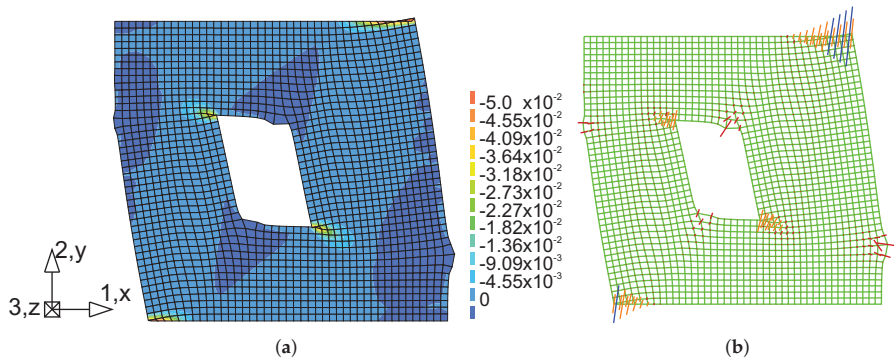 -5.0 x10⁻²
-4.55x10⁻²
-4.09x10⁻²
-3.64x10⁻²
-3.18x10⁻²
-2.73x10⁻²
-2.27x10⁻²
-1.82x10⁻²
-1.36x10⁻²
-9.09x10⁻³
-4.55x10⁻³
0
2,y
3,z
1,x
(a)
(b)